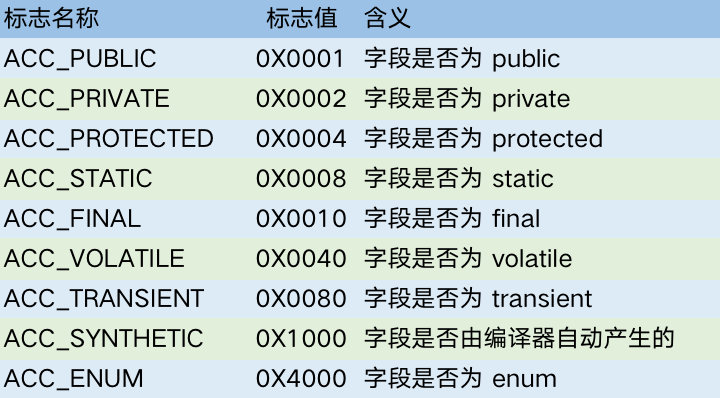 标志名称 标志值 含义
ACC_PUBLIC 0X0001 字段是否为 public
ACC_PRIVATE 0X0002 字段是否为 private
ACC_PROTECTED 0X0004 字段是否为 protected
ACC_STATIC 0X0008 字段是否为 static
ACC_FINAL 0X0010 字段是否为 final
ACC_VOLATILE 0X0040 字段是否为 volatile
ACC_TRANSIENT 0X0080 字段是否为 transient
ACC_SYNTHETIC 0X1000 字段是否由编译器自动产生的
ACC_ENUM 0X4000 字段是否为 enum